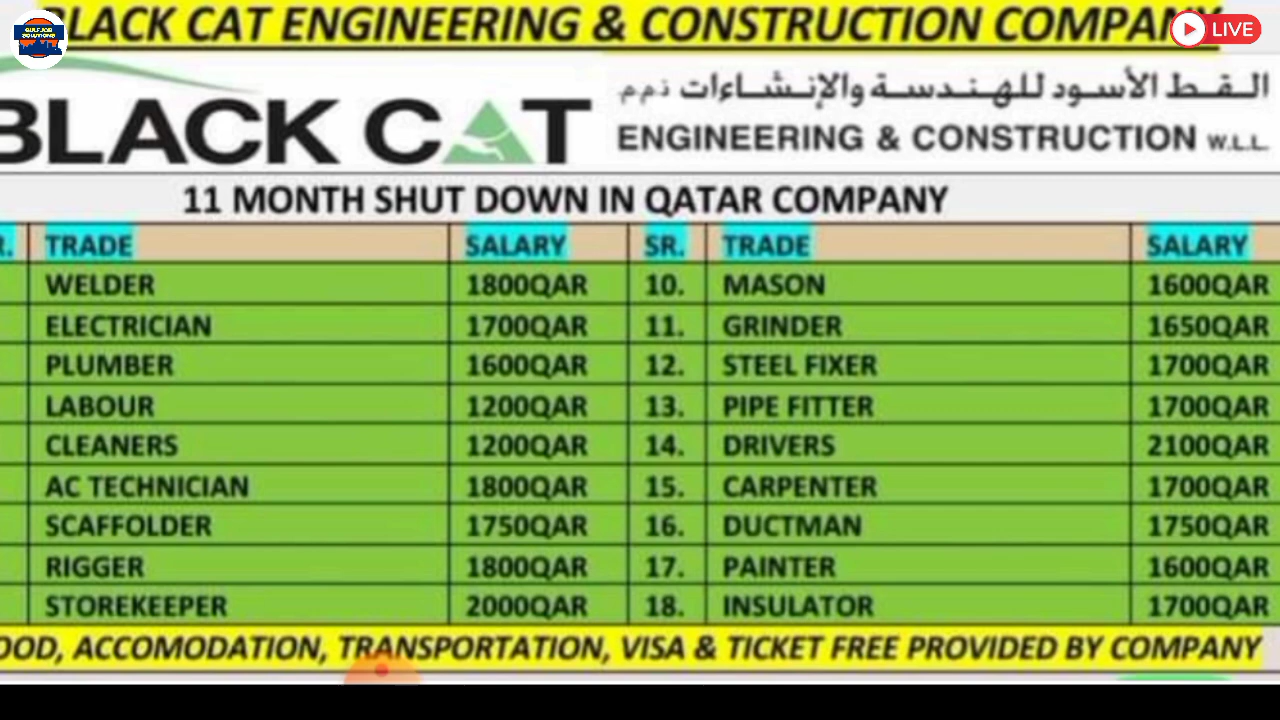 GULF JOB SOLUTIONS
BLACK CAT ENGINEERING & CONSTRUCTION COMPANY
LIVE
BLACK CAT
القط الأسود للهندسة والإنشاءات ذ.م.م
ENGINEERING & CONSTRUCTION W.L.L.
11 MONTH SHUT DOWN IN QATAR COMPANY
R. TRADE SALARY SR. TRADE SALARY
WELDER 1800QAR 10. MASON 1600QAR
ELECTRICIAN 1700QAR 11. GRINDER 1650QAR
PLUMBER 1600QAR 12. STEEL FIXER 1700QAR
LABOUR 1200QAR 13. PIPE FITTER 1700QAR
CLEANERS 1200QAR 14. DRIVERS 2100QAR
AC TECHNICIAN 1800QAR 15. CARPENTER 1700QAR
SCAFFOLDER 1750QAR 16. DUCTMAN 1750QAR
RIGGER 1800QAR 17. PAINTER 1600QAR
STOREKEEPER 2000QAR 18. INSULATOR 1700QAR
OOD, ACCOMODATION, TRANSPORTATION, VISA & TICKET FREE PROVIDED BY COMPANY